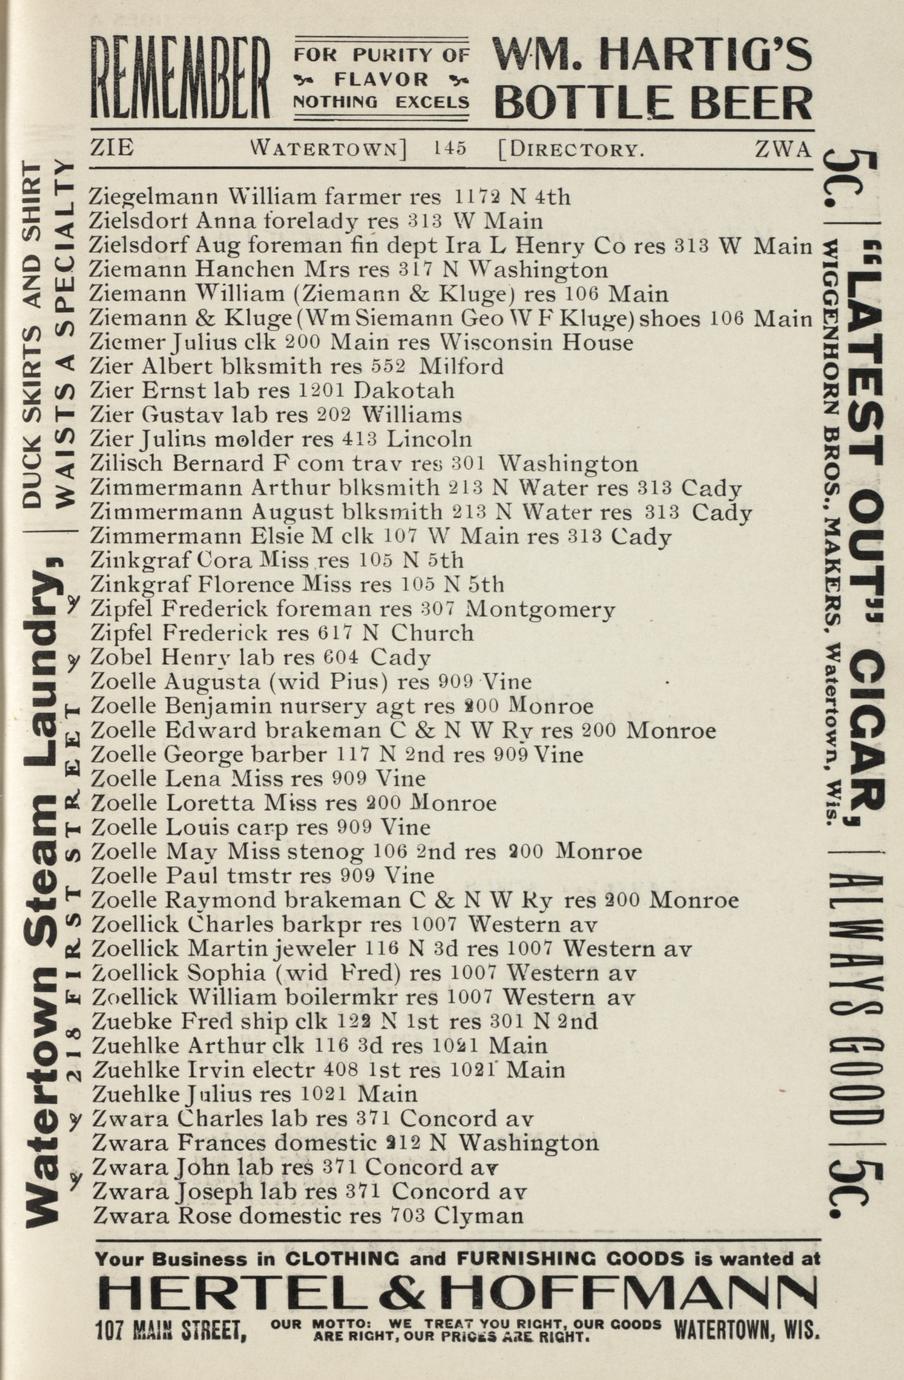 REMEMBER
FOR PURITY OF
FLAVOR
NOTHING EXCELS
WM. HARTIG'S
BOTTLE BEER
ZIE WATERTOWN] 145 [DIRECTORY. ZWA
Ziegelmann William farmer res 1172 N 4th
Zielsdorf Anna forelady res 313 W Main
Zielsdorf Aug foreman fin dept Ira L Henry Co res 313 W Main
Ziemann Hanchen Mrs res 317 N Washington
Ziemann William (Ziemann & Kluge) res 106 Main
Ziemann & Kluge (Wm Siemann Geo W F Kluge) shoes 106 Main
Ziemer Julius clk 200 Main res Wisconsin House
Zier Albert blksmith res 552 Milford
Zier Ernst lab res 1201 Dakotah
Zier Gustav lab res 202 Williams
Zier Julins molder res 413 Lincoln
Zilisch Bernard F com trav res 301 Washington
Zimmermann Arthur blksmith 213 N Water res 313 Cady
Zimmermann August blksmith 213 N Water res 313 Cady
Zimmermann Elsie M clk 107 W Main res 313 Cady
Zinkgraf Cora Miss res 105 N 5th
Zinkgraf Florence Miss res 105 N 5th
Zipfel Frederick foreman res 307 Montgomery
Zipfel Frederick res 617 N Church
Zobel Henry lab res 604 Cady
Zoelle Augusta (wid Pius) res 909 Vine
Zoelle Benjamin nursery agt res 200 Monroe
Zoelle Edward brakeman C & N W Ry res 200 Monroe
Zoelle George barber 117 N 2nd res 909 Vine
Zoelle Lena Miss res 909 Vine
Zoelle Loretta Miss res 200 Monroe
Zoelle Louis carp res 909 Vine
Zoelle May Miss stenog 106 2nd res 200 Monroe
Zoelle Paul tmstr res 909 Vine
Zoelle Raymond brakeman C & N W Ry res 200 Monroe
Zoellick Charles barkpr res 1007 Western av
Zoellick Martin jeweler 116 N 3d res 1007 Western av
Zoellick Sophia (wid Fred) res 1007 Western av
Zoellick William boilermkr res 1007 Western av
Zuebke Fred ship clk 122 N 1st res 301 N 2nd
Zuehlke Arthur clk 116 3d res 1021 Main
Zuehlke Irvin electr 408 1st res 1021 Main
Zuehlke Julius res 1021 Main
Zwara Charles lab res 371 Concord av
Zwara Frances domestic 212 N Washington
Zwara John lab res 371 Concord av
Zwara Joseph lab res 371 Concord av
Zwara Rose domestic res 703 Clyman
Your Business in CLOTHING and FURNISHING GOODS is wanted at
HERTEL & HOFFMANN
107 MAIN STREET, OUR MOTTO: WE TREAT YOU RIGHT, OUR GOODS
ARE RIGHT, OUR PRICES ARE RIGHT. WATERTOWN, WIS.
Watertown Steam Laundry,
218 FIRST STREET
DUCK SKIRTS AND SHIRT
WAISTS A SPECIALTY
5c. "LATEST OUT" CIGAR,
WIGGENHORN BROS., MAKERS, Watertown, Wis.
ALWAYS GOOD 5c.